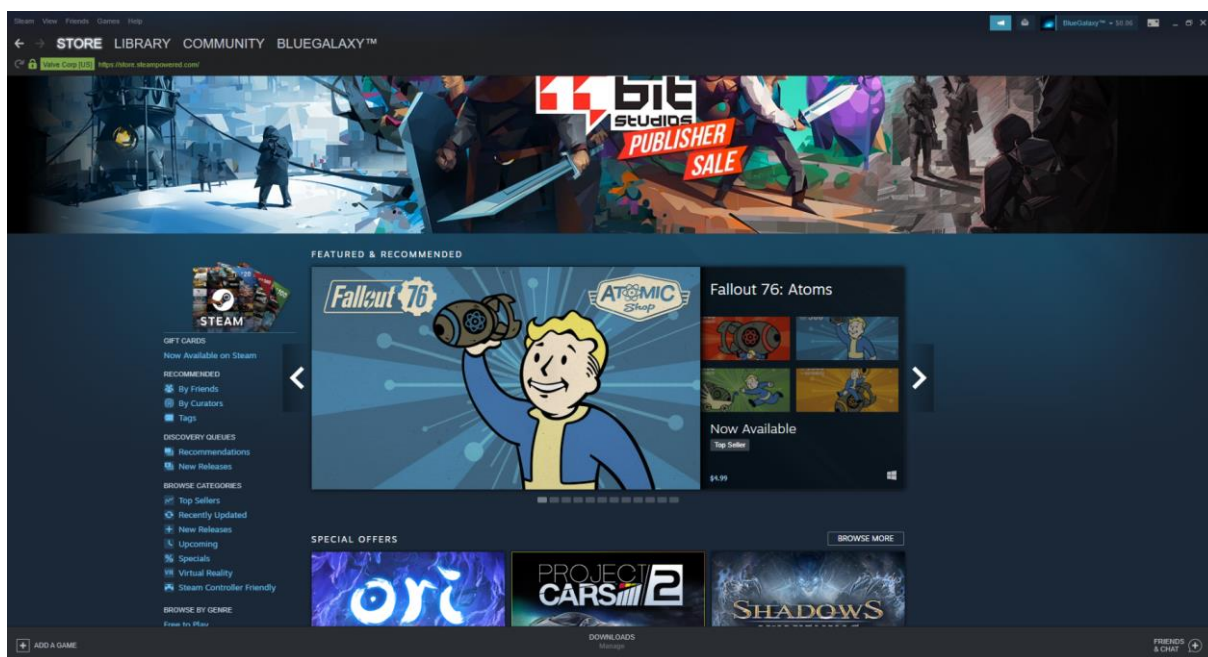 Steam View Friends Games Help
BlueGalaxy™
STORE LIBRARY COMMUNITY BLUEGALAXY™
Valve Corp [US] https://store.steampowered.com/
11 bit
STUDIOS
PUBLISHER
SALE
FEATURED & RECOMMENDED
STEAM
GIFT CARDS
Now Available on Steam
RECOMMENDED
By Friends
By Curators
Tags
DISCOVERY QUEUES
Recommendations
New Releases
BROWSE CATEGORIES
Top Sellers
Recently Updated
New Releases
Upcoming
Specials
VR Virtual Reality
Steam Controller Friendly
BROWSE BY GENRE
Free to Play
Fallout 76
ATOMIC
Shop
Fallout 76: Atoms
Now Available
Top Seller
$4.99
SPECIAL OFFERS
BROWSE MORE
ori
PROJECT
CARS 2
SHADOWS
ADD A GAME
DOWNLOADS
Manage
FRIENDS
& CHAT